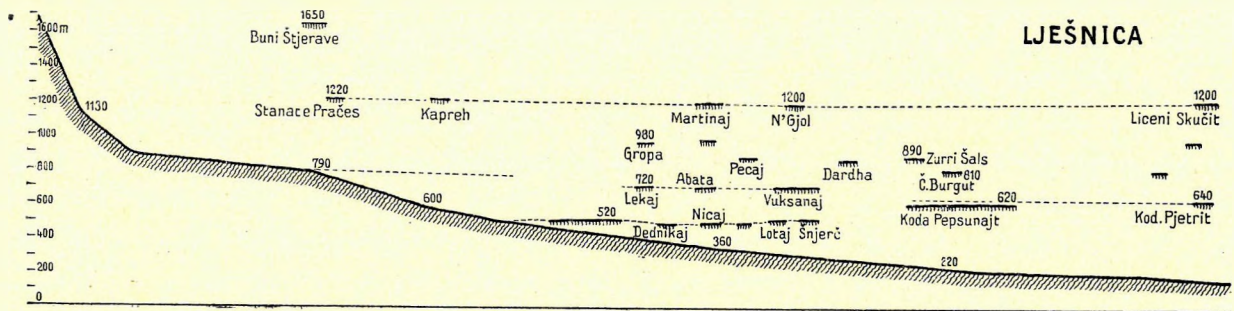 LJEŠNICA
1600 m
1400
1200
1000
800
600
400
200
0
1650
Buni Štjerave
1130
1220
Stanace Pračes
Kapreh
Martinaj
1200
N'Gjol
1200
Liceni Skučit
980
Gropa
Pecaj
Dardha
890
Zurri Šals
810
Č. Burgut
790
720
Lekaj
Abata
Vuksanaj
620
Koda Pepsunajt
640
Kod. Pjetrit
600
520
Dednikaj
Nicaj
Lotaj
Šnjerč
360
220